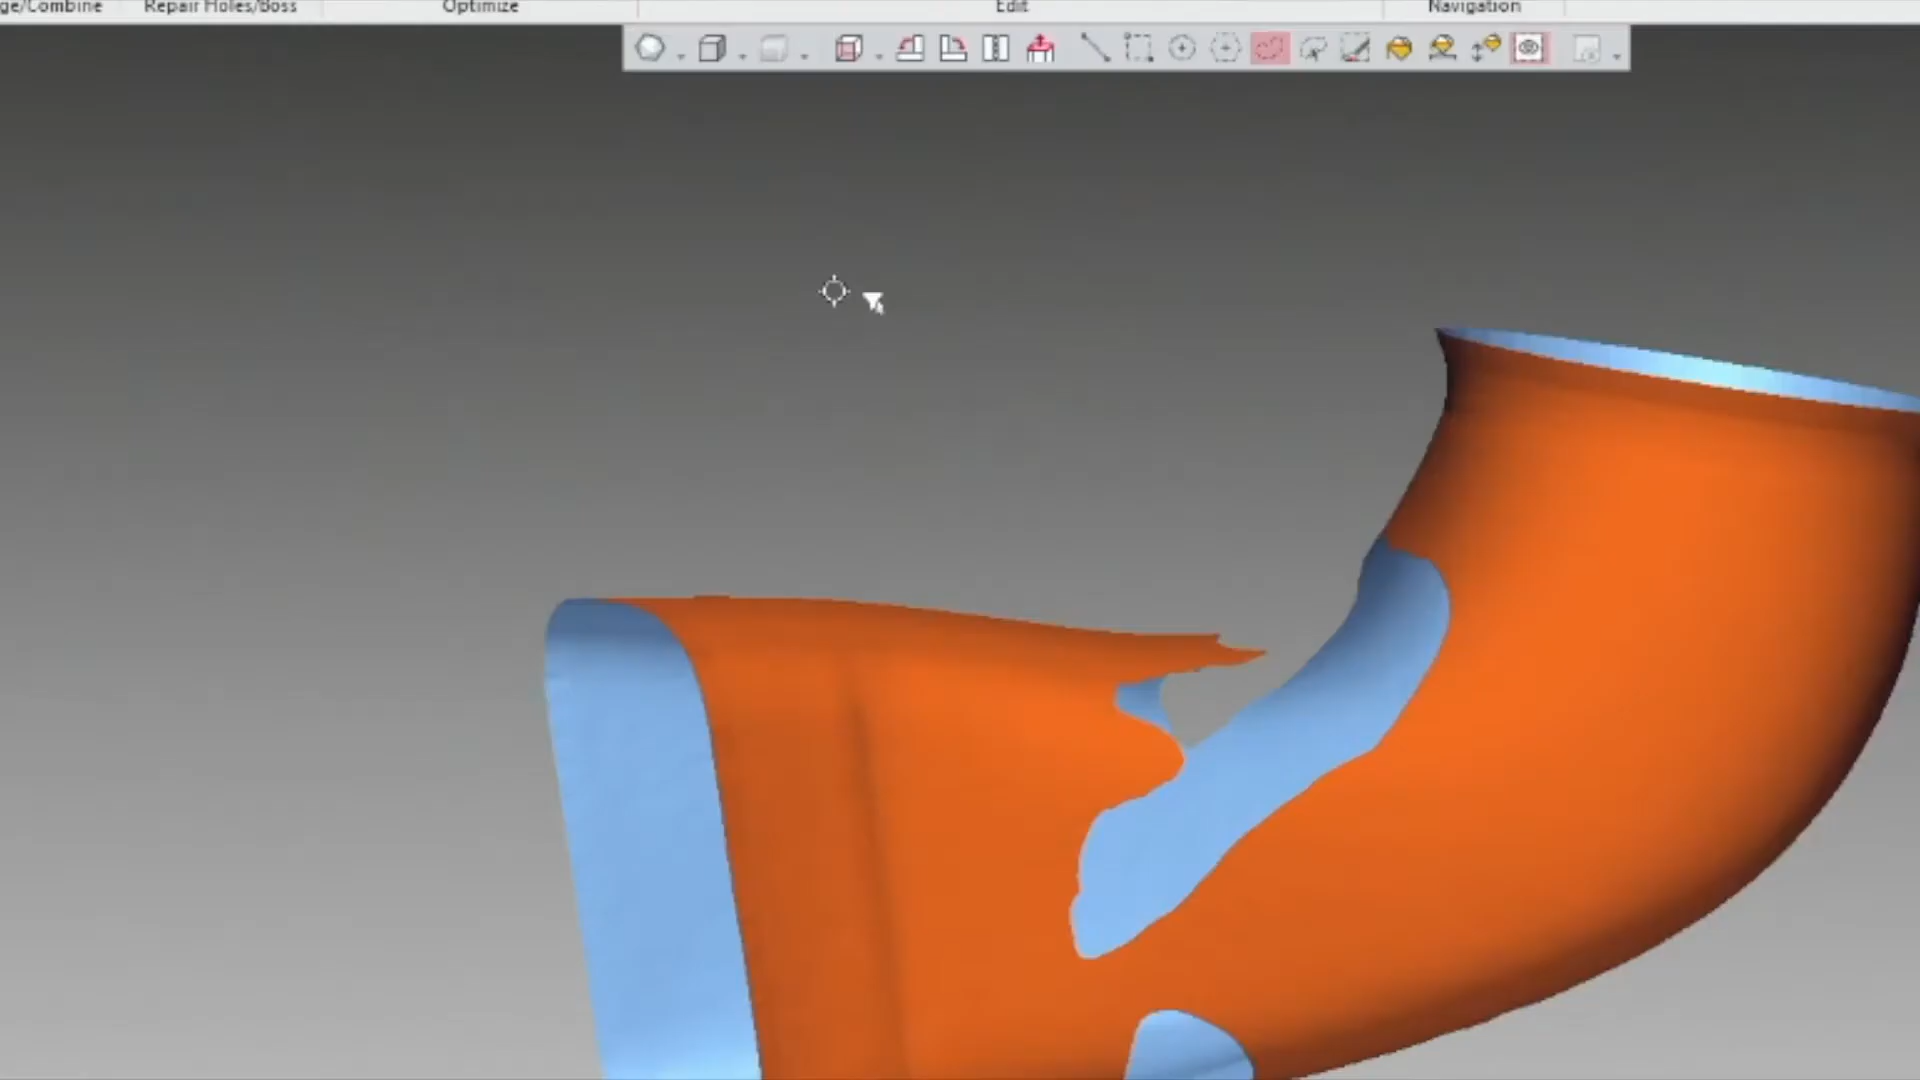 ge/Combine
Repair Holes/Boss
Optimize
Edit
Navigation